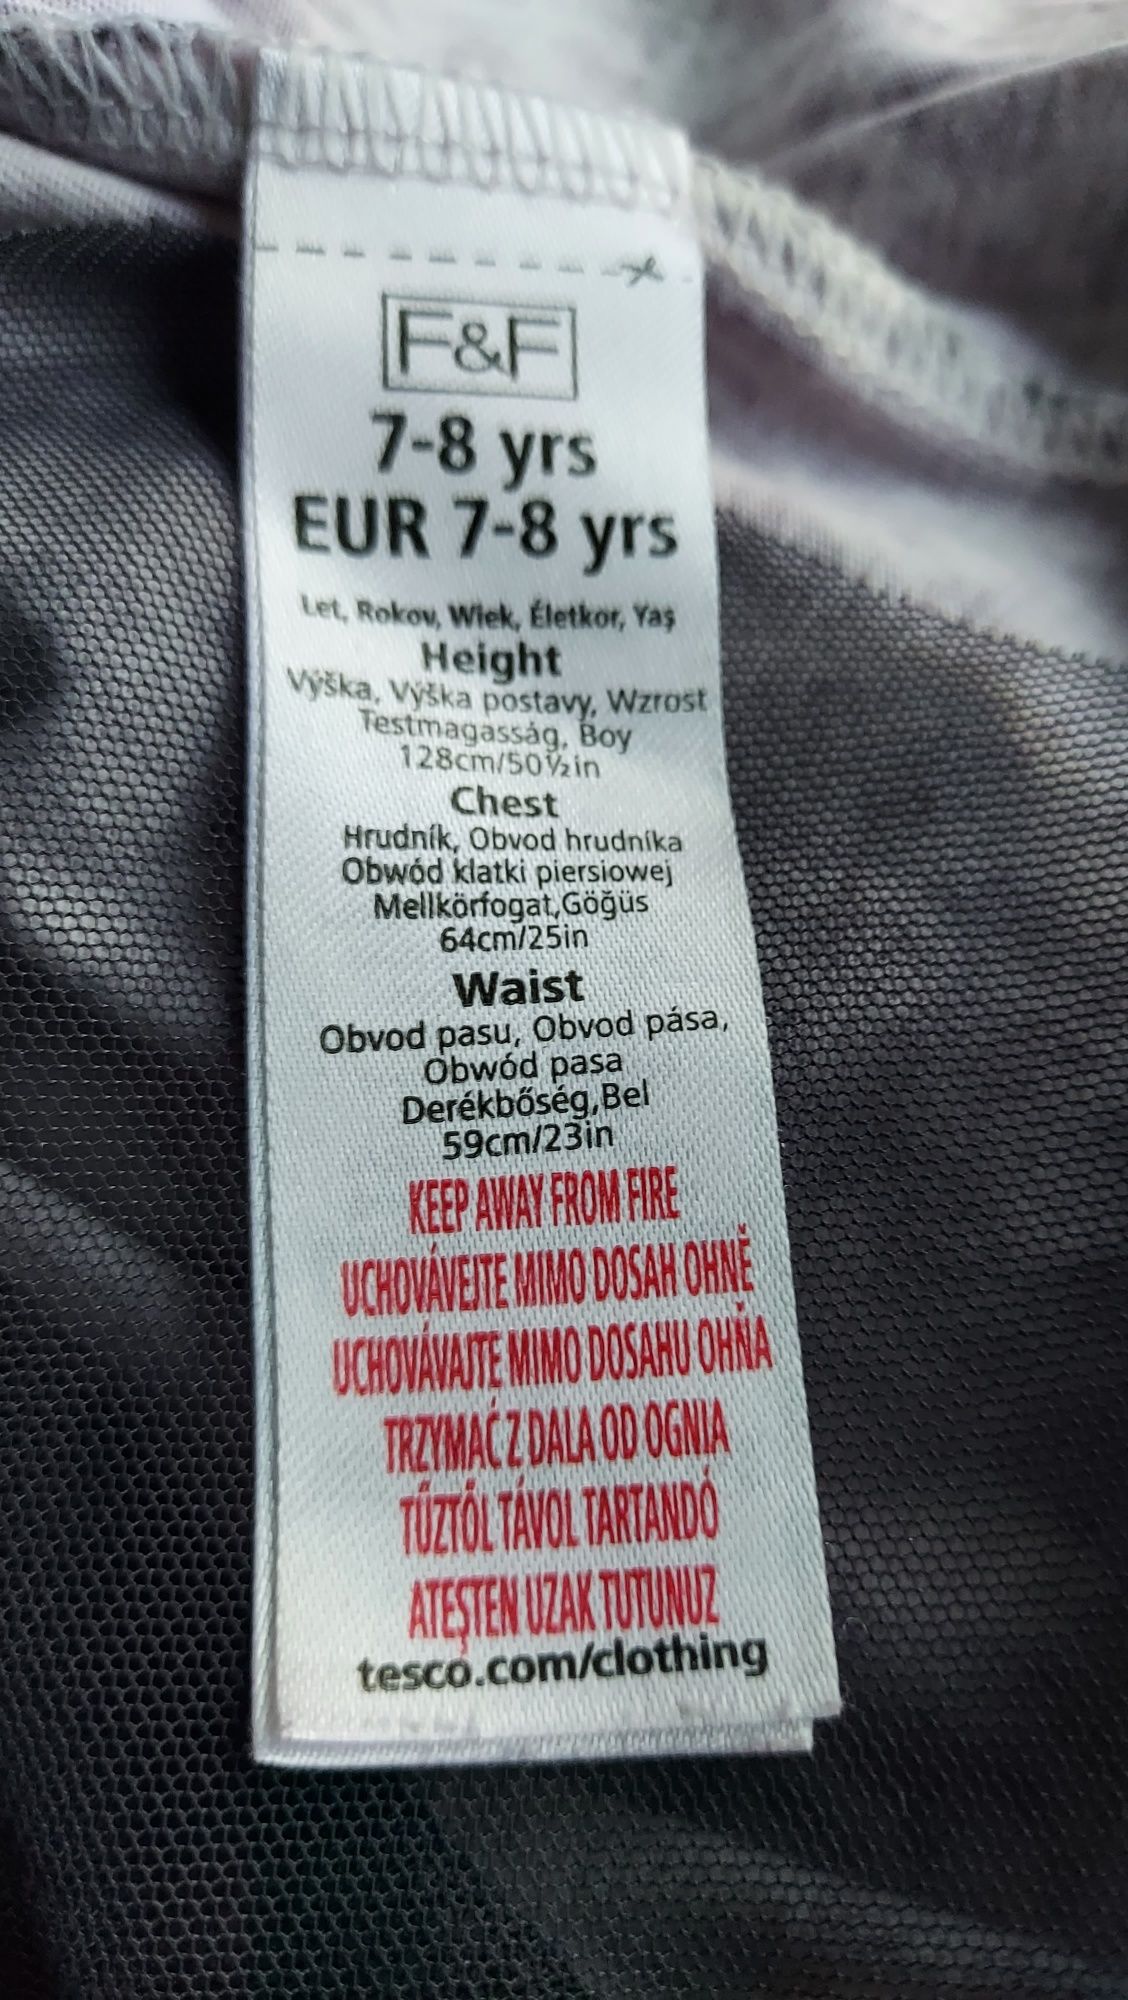 F&F
7-8 yrs
EUR 7-8 yrs
Let, Rokov, Wiek, Életkor, Yaş
Height
Výška, Výška postavy, Wzrost
Testmagasság, Boy
128cm/50½in
Chest
Hrudník, Obvod hrudníka
Obwód klatki piersiowej
Mellkörfogat,Göğüs
64cm/25in
Waist
Obvod pasu, Obvod pása,
Obwód pasa
Derékbőség,Bel
59cm/23in
KEEP AWAY FROM FIRE
UCHOVÁVEJTE MIMO DOSAH OHNĚ
UCHOVÁVAJTE MIMO DOSAHU OHŇA
TRZYMAĆ Z DALA OD OGNIA
TŰZTŐL TÁVOL TARTANDÓ
ATEŞTEN UZAK TUTUNUZ
tesco.com/clothing